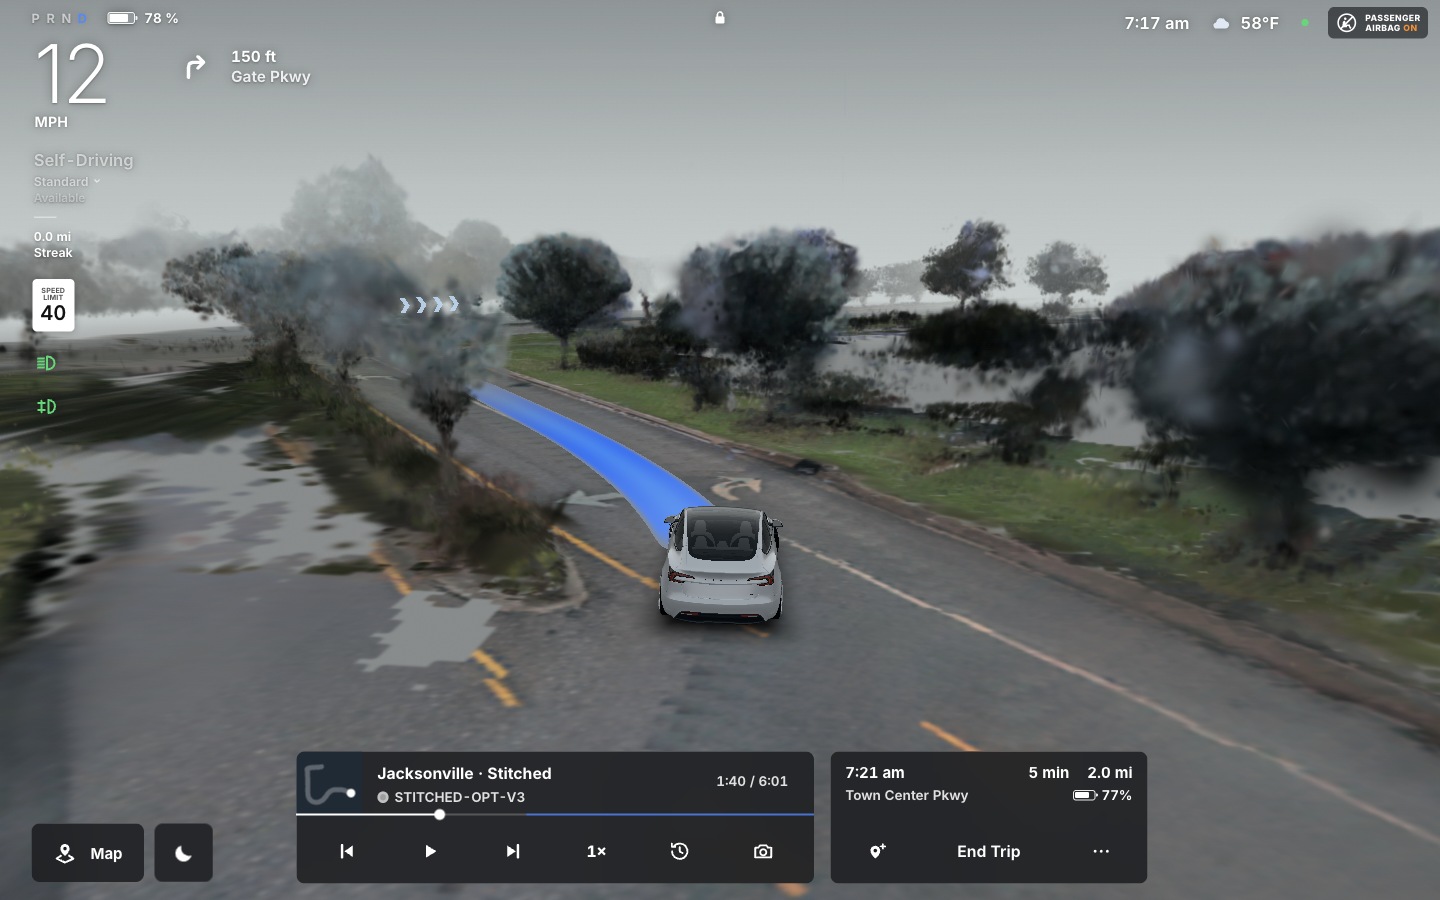 P R N D
78 %
12
MPH
150 ft
Gate Pkwy
7:17 am
58°F
PASSENGER
AIRBAG ON
Self-Driving
Standard
Available
0.0 mi
Streak
SPEED
LIMIT
40
Jacksonville · Stitched
STITCHED-OPT-V3
1:40 / 6:01
1×
7:21 am
5 min
2.0 mi
Town Center Pkwy
77%
End Trip
Map